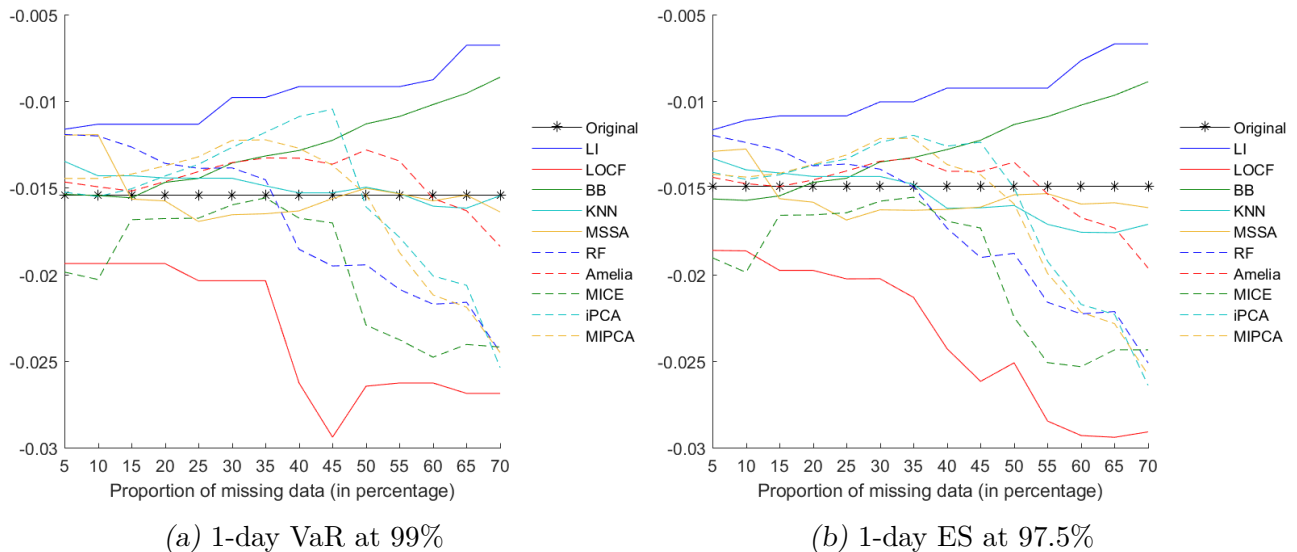 -0.005
-0.01
-0.015
-0.02
-0.025
-0.03
5 10 15 20 25 30 35 40 45 50 55 60 65 70
Proportion of missing data (in percentage)
Original
LI
LOCF
BB
KNN
MSSA
RF
Amelia
MICE
iPCA
MIPCA
(a) 1-day VaR at 99%
-0.005
-0.01
-0.015
-0.02
-0.025
-0.03
5 10 15 20 25 30 35 40 45 50 55 60 65 70
Proportion of missing data (in percentage)
Original
LI
LOCF
BB
KNN
MSSA
RF
Amelia
MICE
iPCA
MIPCA
(b) 1-day ES at 97.5%